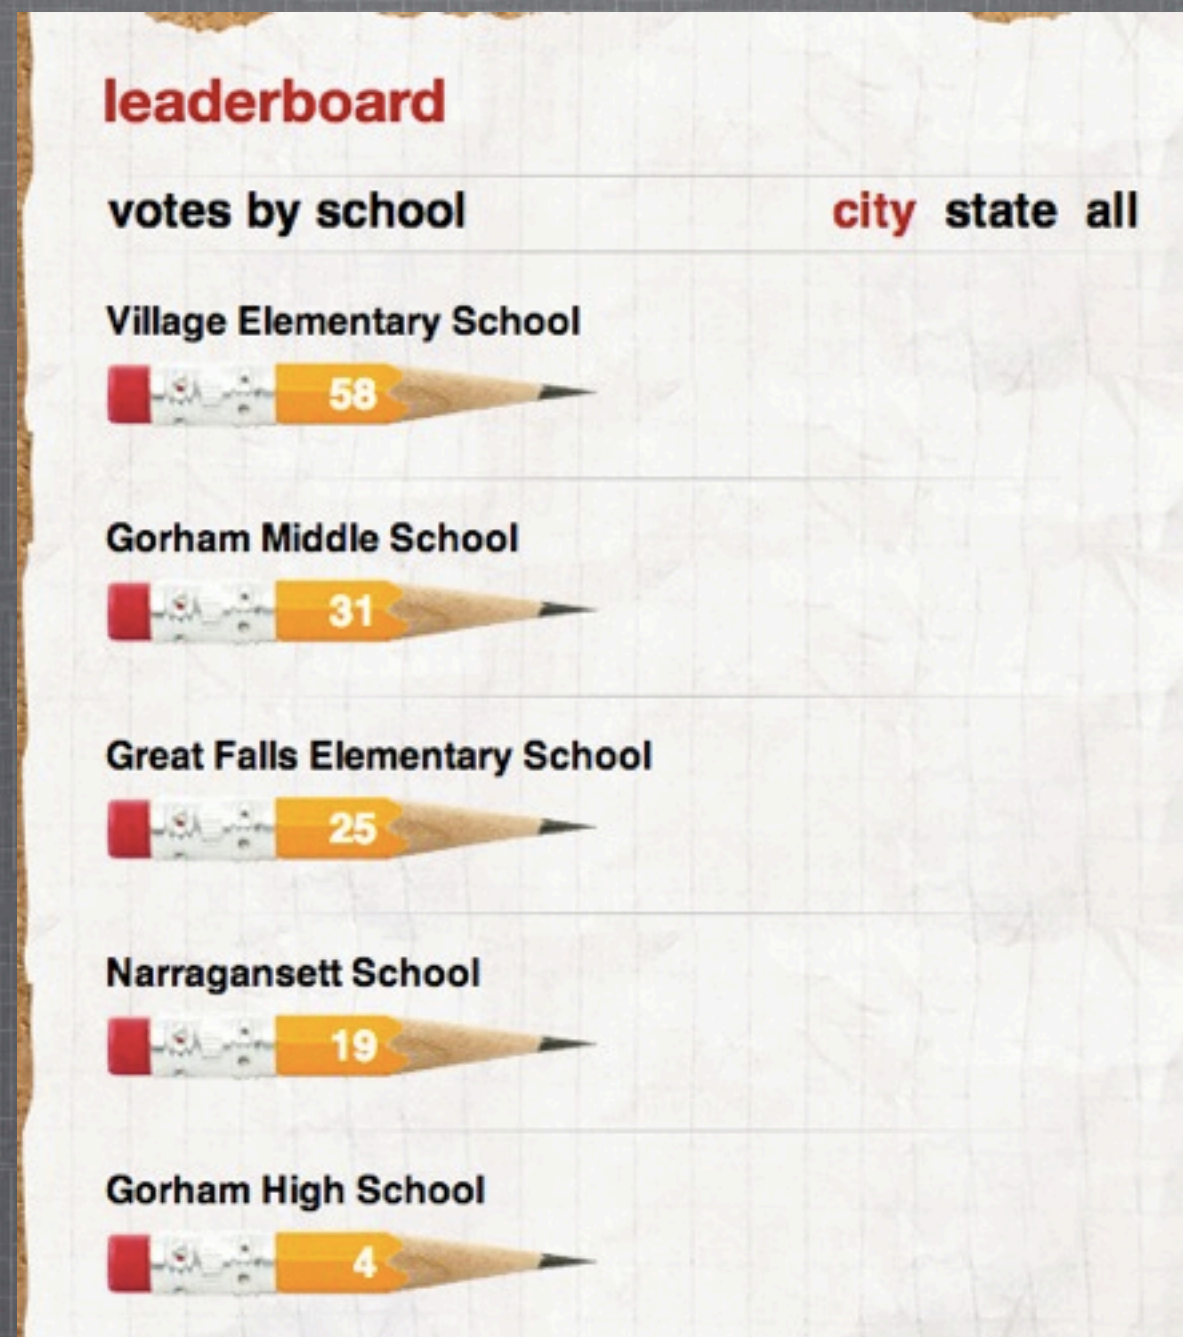 leaderboard
votes by school city state all
Village Elementary School
58
Gorham Middle School
31
Great Falls Elementary School
25
Narragansett School
19
Gorham High School
4